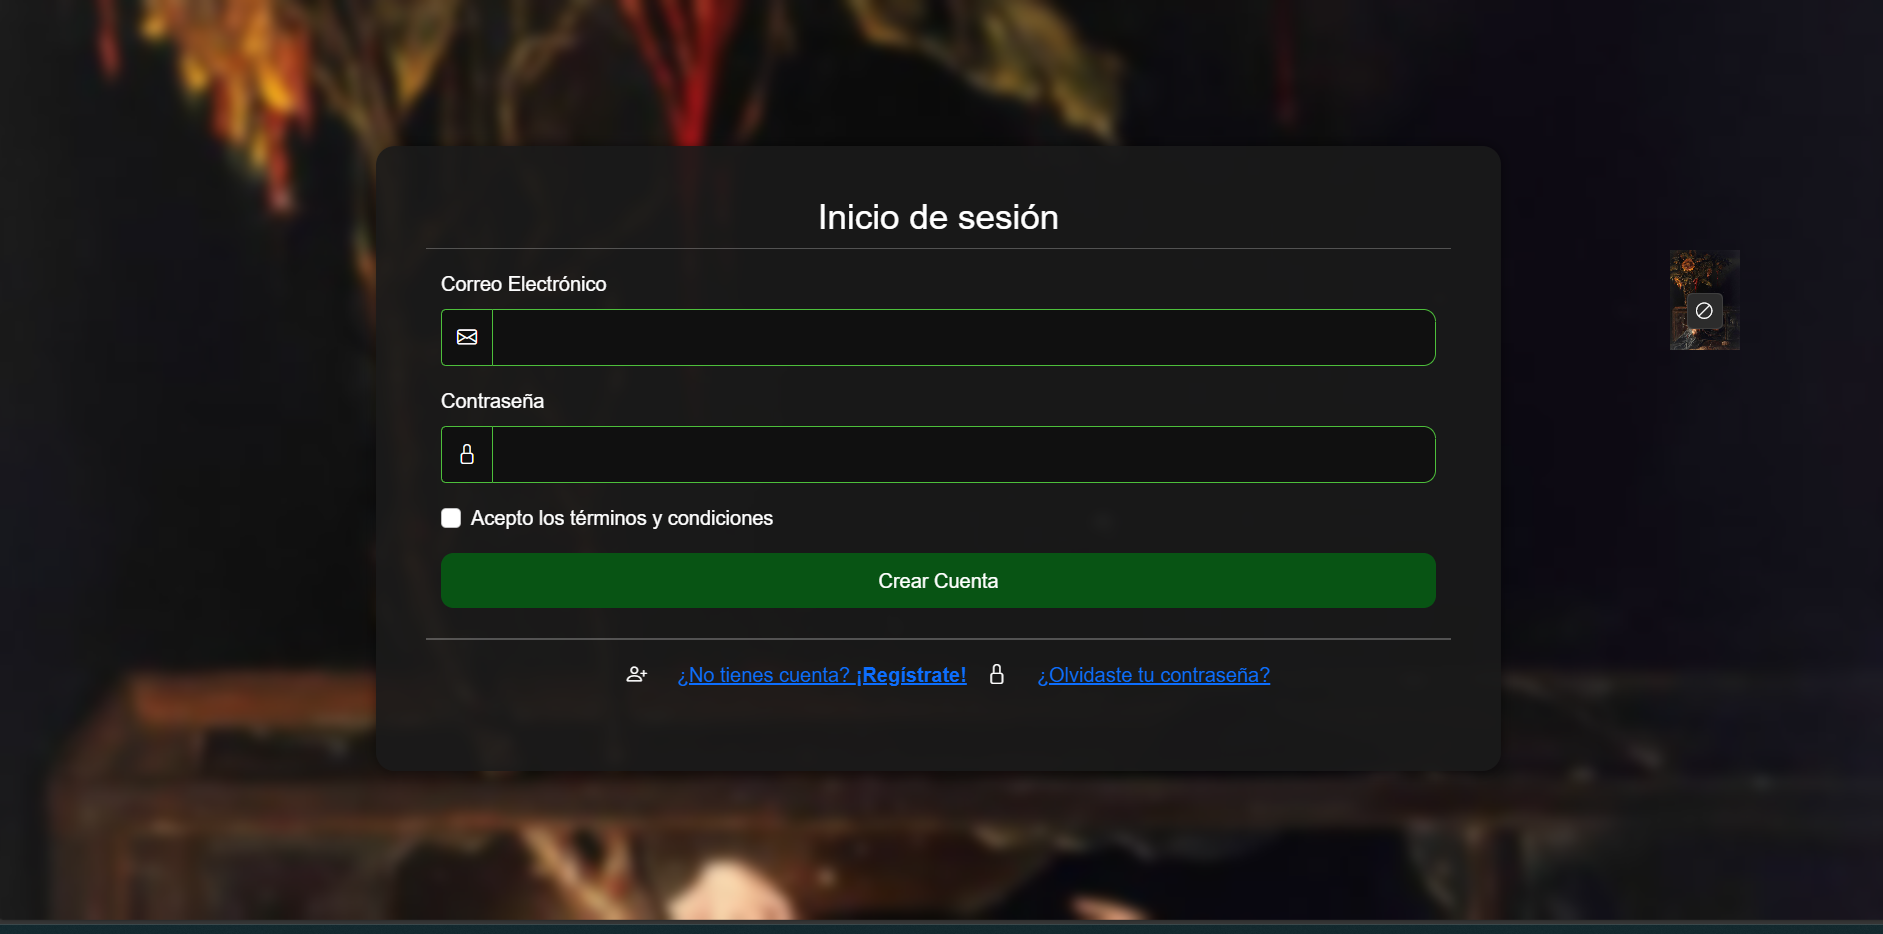 Inicio de sesión
Correo Electrónico
Contraseña
Acepto los términos y condiciones
Crear Cuenta
¿No tienes cuenta? ¡Regístrate! ¿Olvidaste tu contraseña?